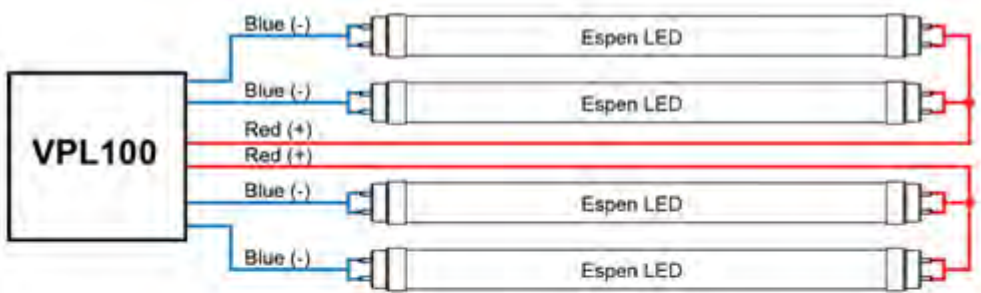 Blue (-)
Espen LED
Blue (-)
Espen LED
Red (+)
VPL100
Red (+)
Blue (-)
Espen LED
Blue (-)
Espen LED